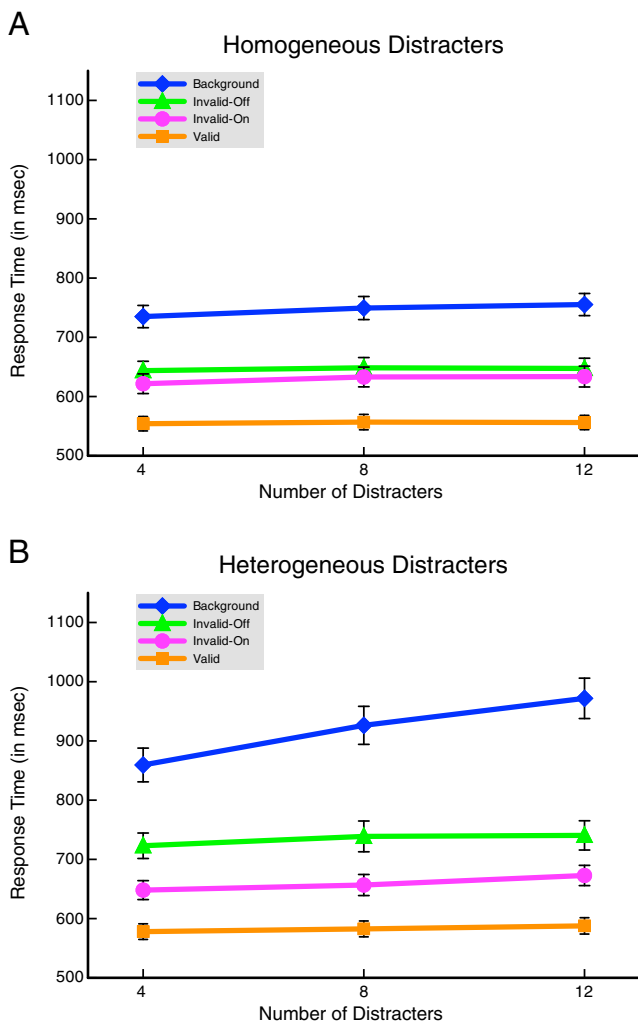 A
Homogeneous Distracters
Background
Invalid-Off
Invalid-On
Valid
1100
1000
900
800
700
600
500
Response Time (in msec)
4 8 12
Number of Distracters
B
Heterogeneous Distracters
Background
Invalid-Off
Invalid-On
Valid
1100
1000
900
800
700
600
500
Response Time (in msec)
4 8 12
Number of Distracters